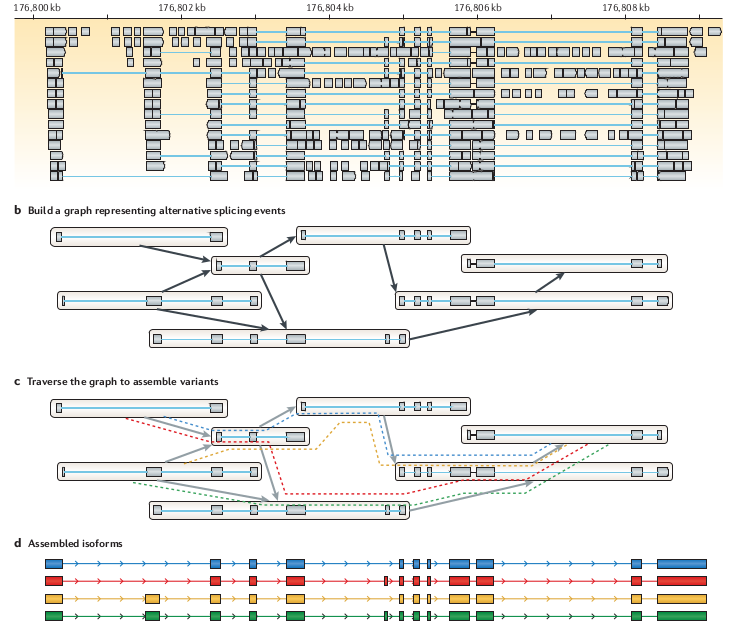 176,800 kb 176,802 kb 176,804 kb 176,806 kb 176,808 kb
b Build a graph representing alternative splicing events
c Traverse the graph to assemble variants
d Assembled isoforms